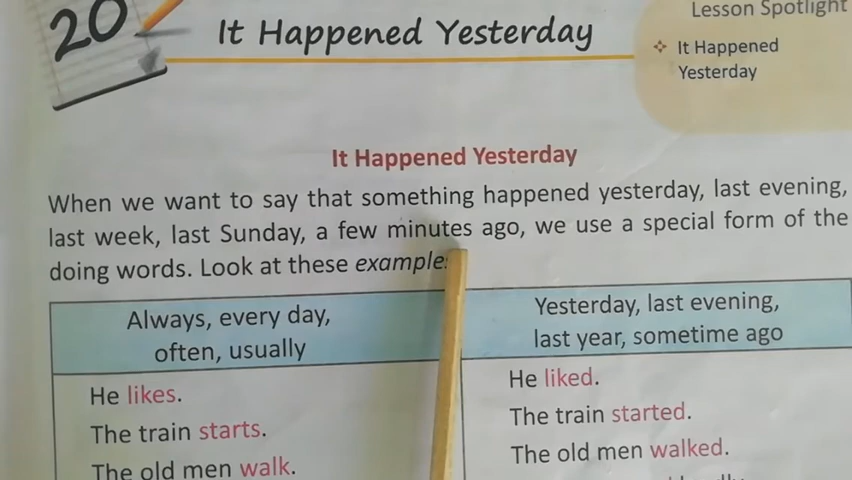 20
It Happened Yesterday
Lesson Spotlight
❖ It Happened
Yesterday
It Happened Yesterday
When we want to say that something happened yesterday, last evening,
last week, last Sunday, a few minutes ago, we use a special form of the
doing words. Look at these example
Always, every day,
often, usually
Yesterday, last evening,
last year, sometime ago
He likes.
He liked.
The train starts.
The train started.
The old men walk.
The old men walked.